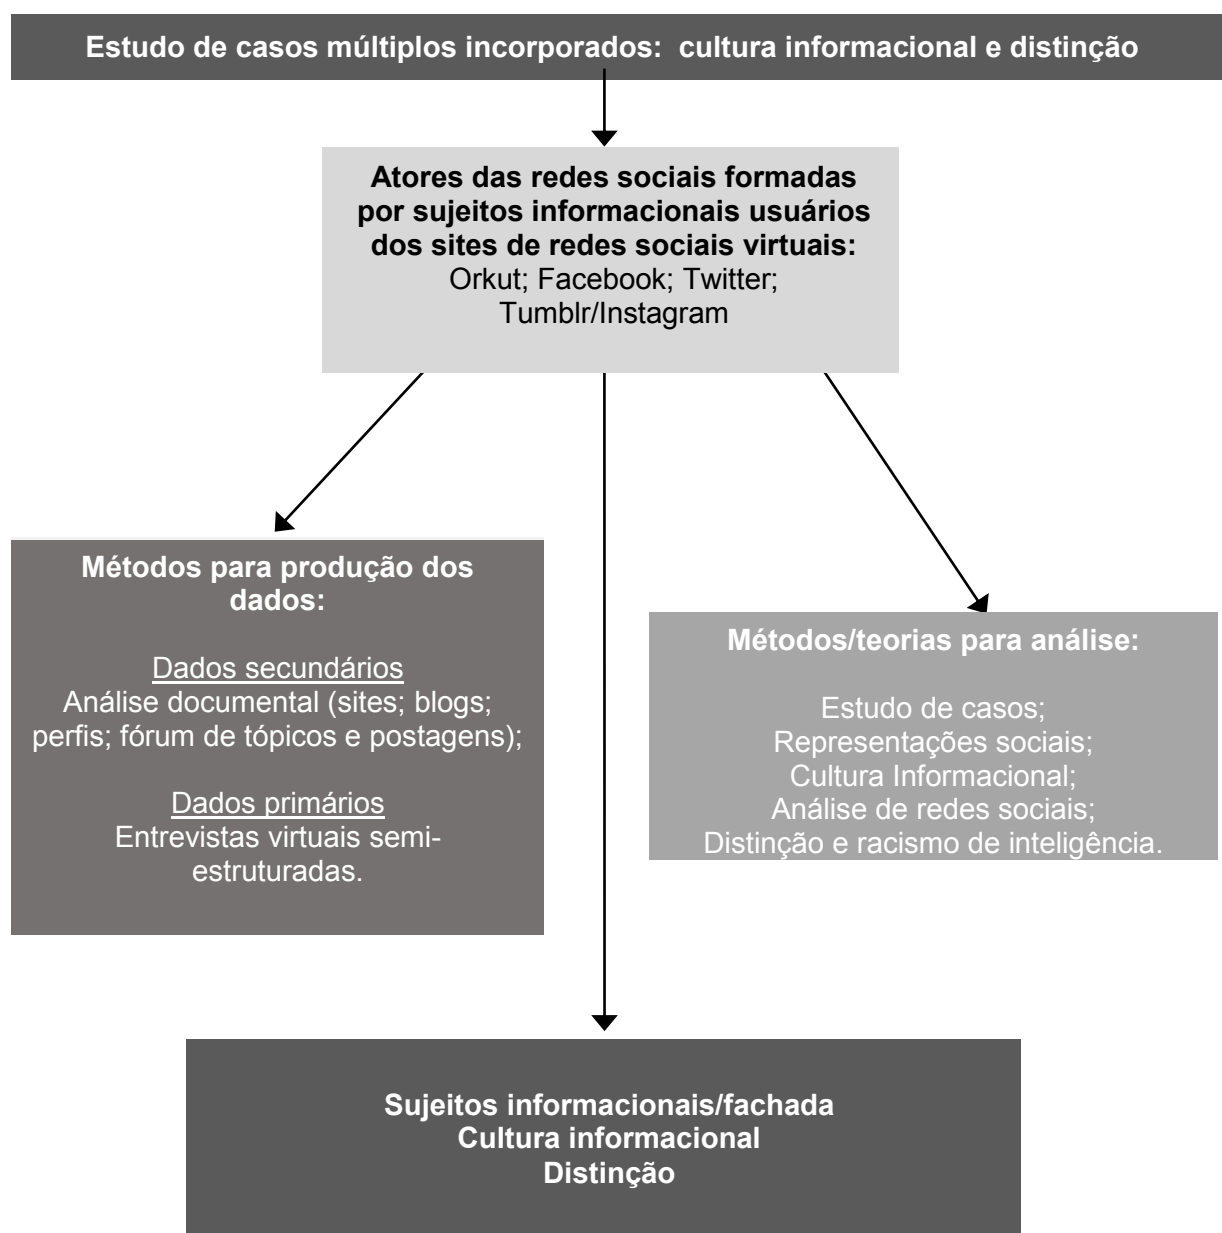 Estudo de casos múltiplos incorporados:  cultura informacional e distinção
Atores das redes sociais formadas
por sujeitos informacionais usuários
dos sites de redes sociais virtuais:
Orkut; Facebook; Twitter;
Tumblr/Instagram
Métodos para produção dos
dados:
Dados secundários
Análise documental (sites; blogs;
perfis; fórum de tópicos e postagens);
Dados primários
Entrevistas virtuais semi-
estruturadas.
Métodos/teorias para análise:
Estudo de casos;
Representações sociais;
Cultura Informacional;
Análise de redes sociais;
Distinção e racismo de inteligência.
Sujeitos informacionais/fachada
Cultura informacional
Distinção